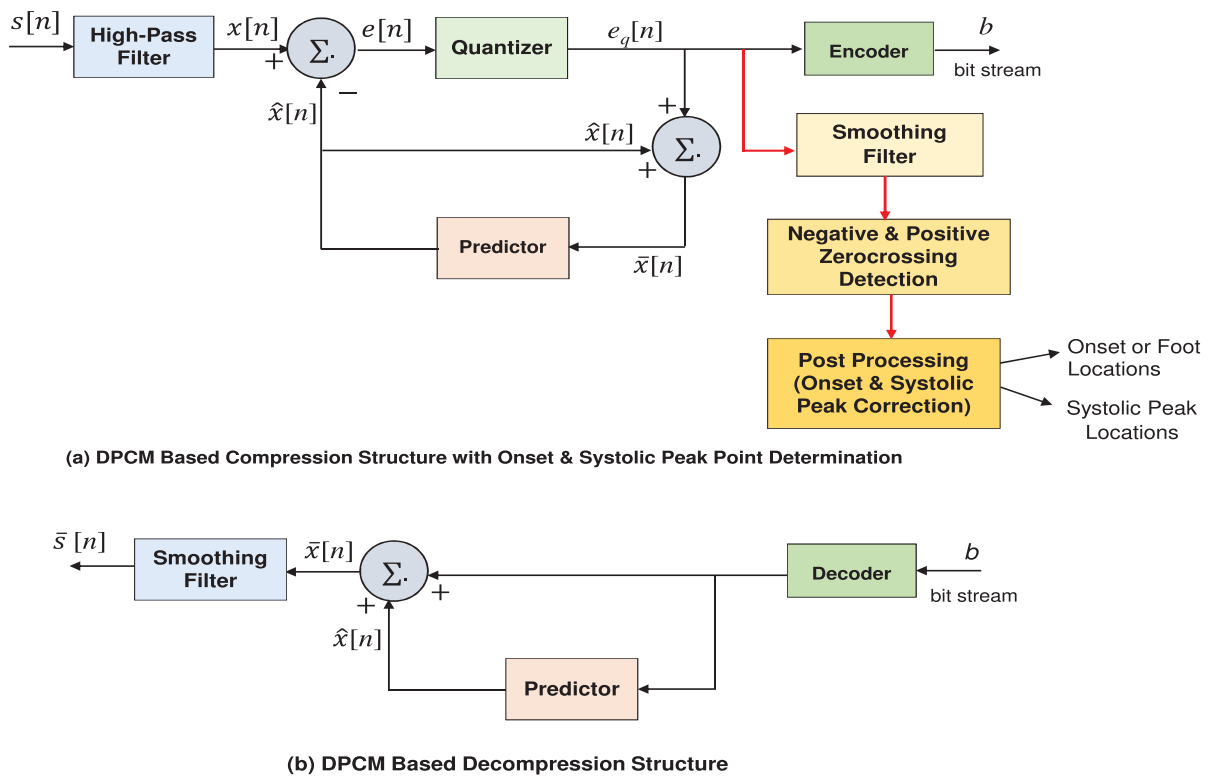 s[n]
High-Pass
Filter
x[n]
+
Σ.
−
e[n]
Quantizer
e_q[n]
Encoder
b
bit stream
x̂[n]
x̂[n]
+
+
Σ.
Smoothing
Filter
Predictor
x̄[n]
Negative & Positive
Zerocrossing
Detection
Post Processing
(Onset & Systolic
Peak Correction)
Onset or Foot
Locations
Systolic Peak
Locations
(a) DPCM Based Compression Structure with Onset & Systolic Peak Point Determination
s̄ [n]
Smoothing
Filter
x̄[n]
Σ.
+
+
Decoder
b
bit stream
x̂[n]
Predictor
(b) DPCM Based Decompression Structure